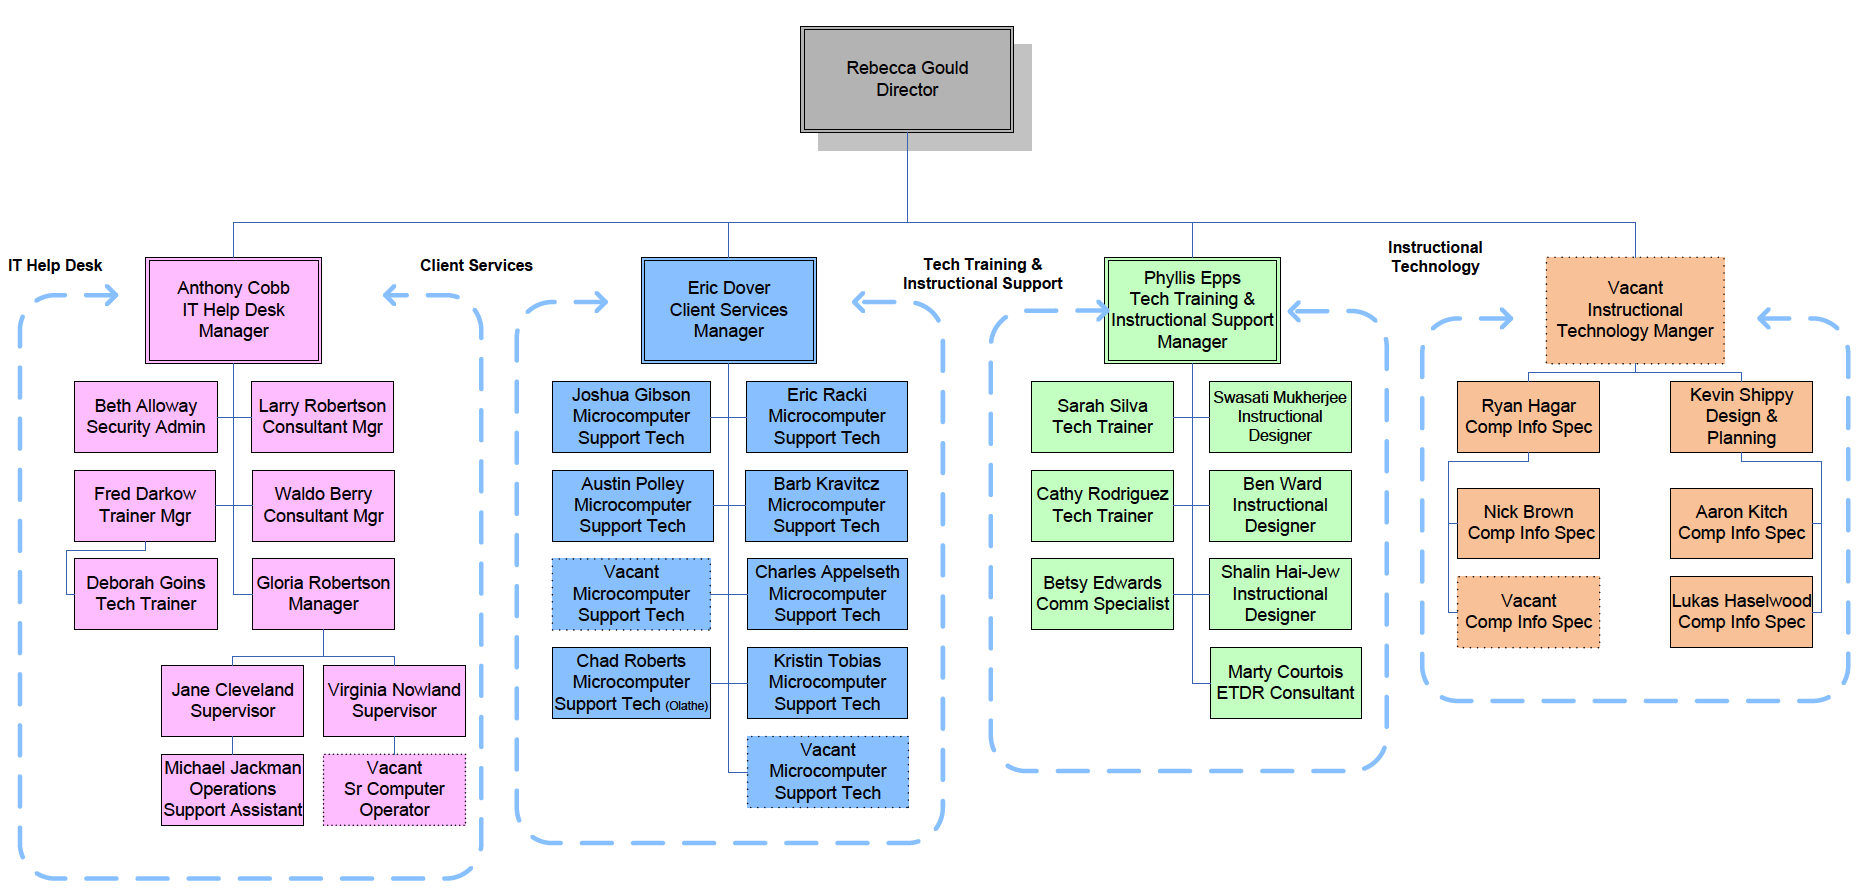 Rebecca Gould
Director
IT Help Desk
Anthony Cobb
IT Help Desk
Manager
Beth Alloway
Security Admin
Larry Robertson
Consultant Mgr
Fred Darkow
Trainer Mgr
Waldo Berry
Consultant Mgr
Deborah Goins
Tech Trainer
Gloria Robertson
Manager
Jane Cleveland
Supervisor
Virginia Nowland
Supervisor
Michael Jackman
Operations
Support Assistant
Vacant
Sr Computer
Operator
Client Services
Eric Dover
Client Services
Manager
Joshua Gibson
Microcomputer
Support Tech
Eric Racki
Microcomputer
Support Tech
Austin Polley
Microcomputer
Support Tech
Barb Kravitcz
Microcomputer
Support Tech
Vacant
Microcomputer
Support Tech
Charles Appelseth
Microcomputer
Support Tech
Chad Roberts
Microcomputer
Support Tech (Olathe)
Kristin Tobias
Microcomputer
Support Tech
Vacant
Microcomputer
Support Tech
Tech Training &
Instructional Support
Phyllis Epps
Tech Training &
Instructional Support
Manager
Sarah Silva
Tech Trainer
Swasati Mukherjee
Instructional
Designer
Cathy Rodriguez
Tech Trainer
Ben Ward
Instructional
Designer
Betsy Edwards
Comm Specialist
Shalin Hai-Jew
Instructional
Designer
Marty Courtois
ETDR Consultant
Instructional
Technology
Vacant
Instructional
Technology Manger
Ryan Hagar
Comp Info Spec
Kevin Shippy
Design &
Planning
Nick Brown
Comp Info Spec
Aaron Kitch
Comp Info Spec
Vacant
Comp Info Spec
Lukas Haselwood
Comp Info Spec